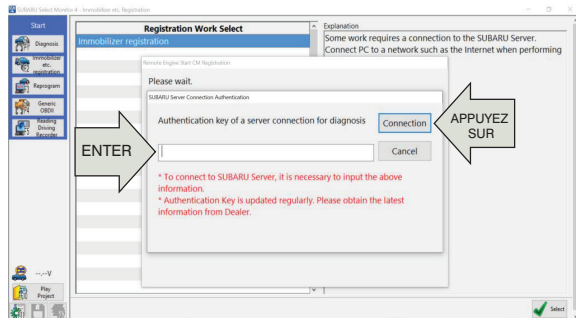 SUBARU Select Monitor 4 - Immobilizer etc. Registration
Start
Diagnosis
Immobilizer
etc.
registration
Reprogram
Generic
OBDII
Reading
Driving
Recorder
--.--V
Play
Project
Registration Work Select
Immobilizer registration
Explanation
Some work requires a connection to the SUBARU Server.
Connect PC to a network such as the Internet when performing
Remote Engine Start CM Registration
Please wait.
SUBARU Server Connection Authentication
Authentication key of a server connection for diagnosis
Connection
Cancel
* To connect to SUBARU Server, it is necessary to input the above
information.
* Authentication Key is updated regularly. Please obtain the latest
information from Dealer.
ENTER
APPUYEZ
SUR
Select